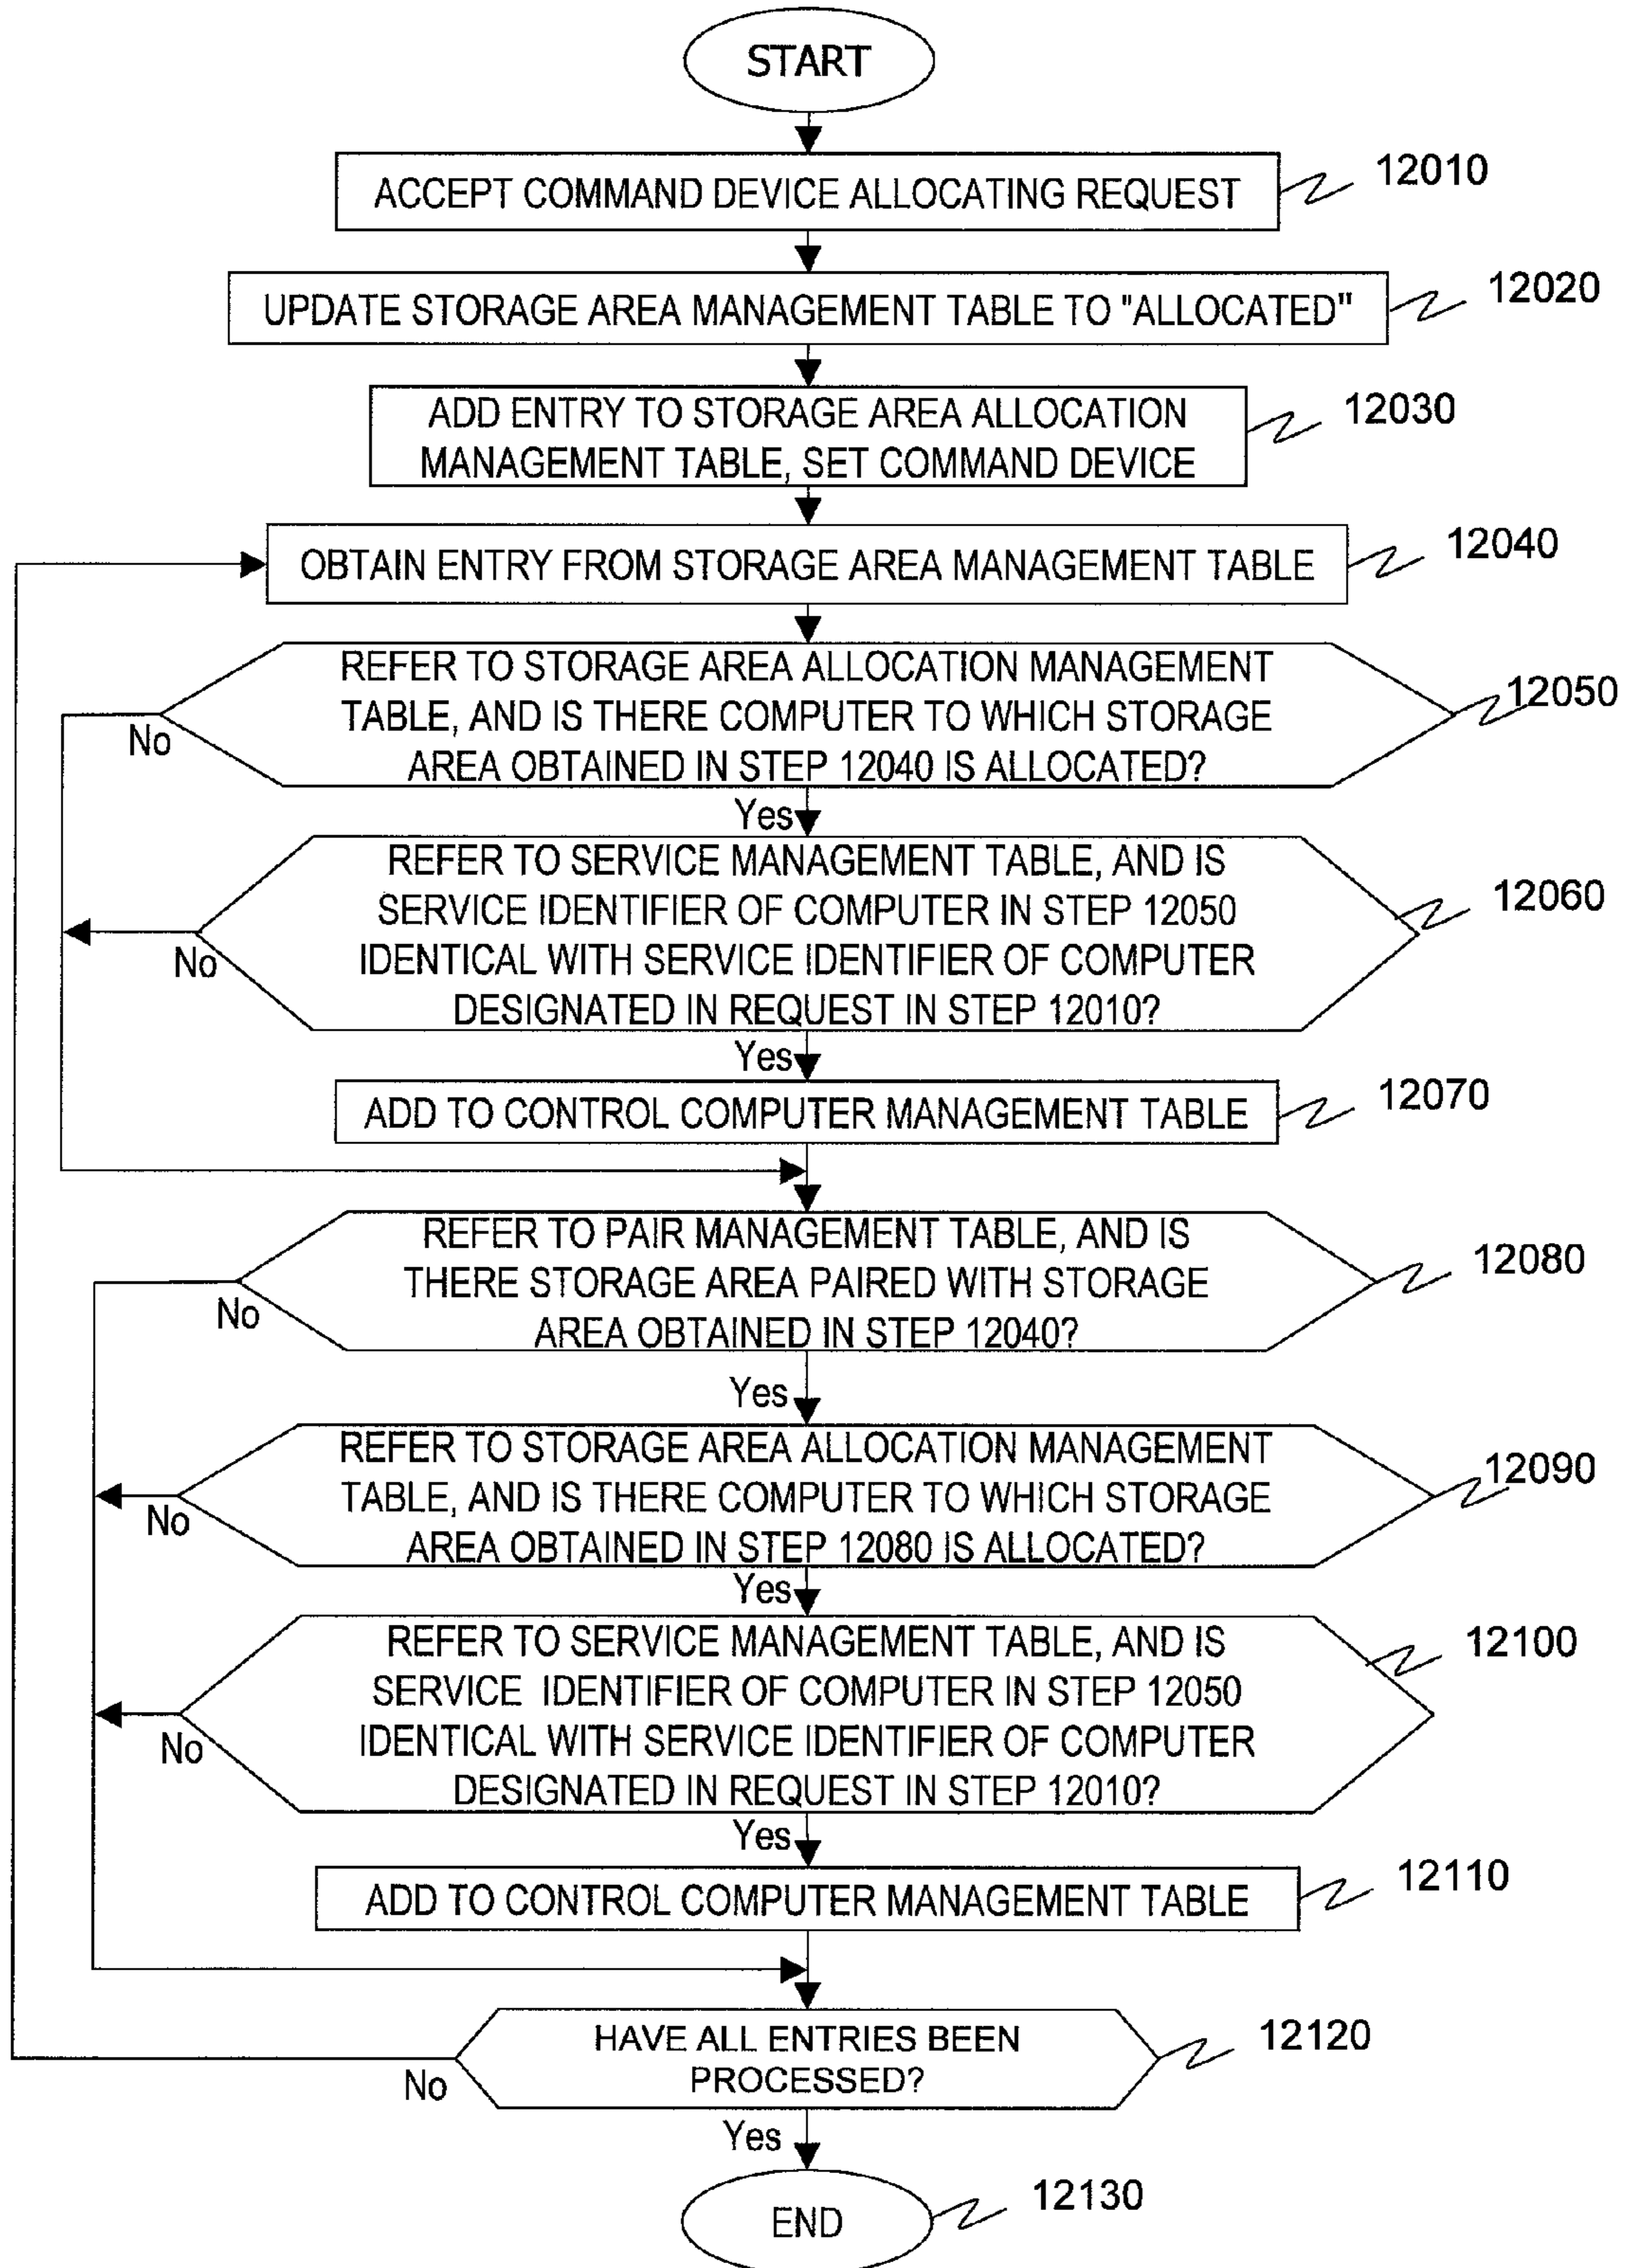 START
ACCEPT COMMAND DEVICE ALLOCATING REQUEST
12010
UPDATE STORAGE AREA MANAGEMENT TABLE TO "ALLOCATED"
12020
ADD ENTRY TO STORAGE AREA ALLOCATION
MANAGEMENT TABLE, SET COMMAND DEVICE
12030
OBTAIN ENTRY FROM STORAGE AREA MANAGEMENT TABLE
12040
REFER TO STORAGE AREA ALLOCATION MANAGEMENT
TABLE, AND IS THERE COMPUTER TO WHICH STORAGE
AREA OBTAINED IN STEP 12040 IS ALLOCATED?
12050
No
Yes
REFER TO SERVICE MANAGEMENT TABLE, AND IS
SERVICE IDENTIFIER OF COMPUTER IN STEP 12050
IDENTICAL WITH SERVICE IDENTIFIER OF COMPUTER
DESIGNATED IN REQUEST IN STEP 12010?
12060
No
Yes
ADD TO CONTROL COMPUTER MANAGEMENT TABLE
12070
REFER TO PAIR MANAGEMENT TABLE, AND IS
THERE STORAGE AREA PAIRED WITH STORAGE
AREA OBTAINED IN STEP 12040?
12080
No
Yes
REFER TO STORAGE AREA ALLOCATION MANAGEMENT
TABLE, AND IS THERE COMPUTER TO WHICH STORAGE
AREA OBTAINED IN STEP 12080 IS ALLOCATED?
12090
No
Yes
REFER TO SERVICE MANAGEMENT TABLE, AND IS
SERVICE IDENTIFIER OF COMPUTER IN STEP 12050
IDENTICAL WITH SERVICE IDENTIFIER OF COMPUTER
DESIGNATED IN REQUEST IN STEP 12010?
12100
No
Yes
ADD TO CONTROL COMPUTER MANAGEMENT TABLE
12110
HAVE ALL ENTRIES BEEN
PROCESSED?
12120
No
Yes
END
12130